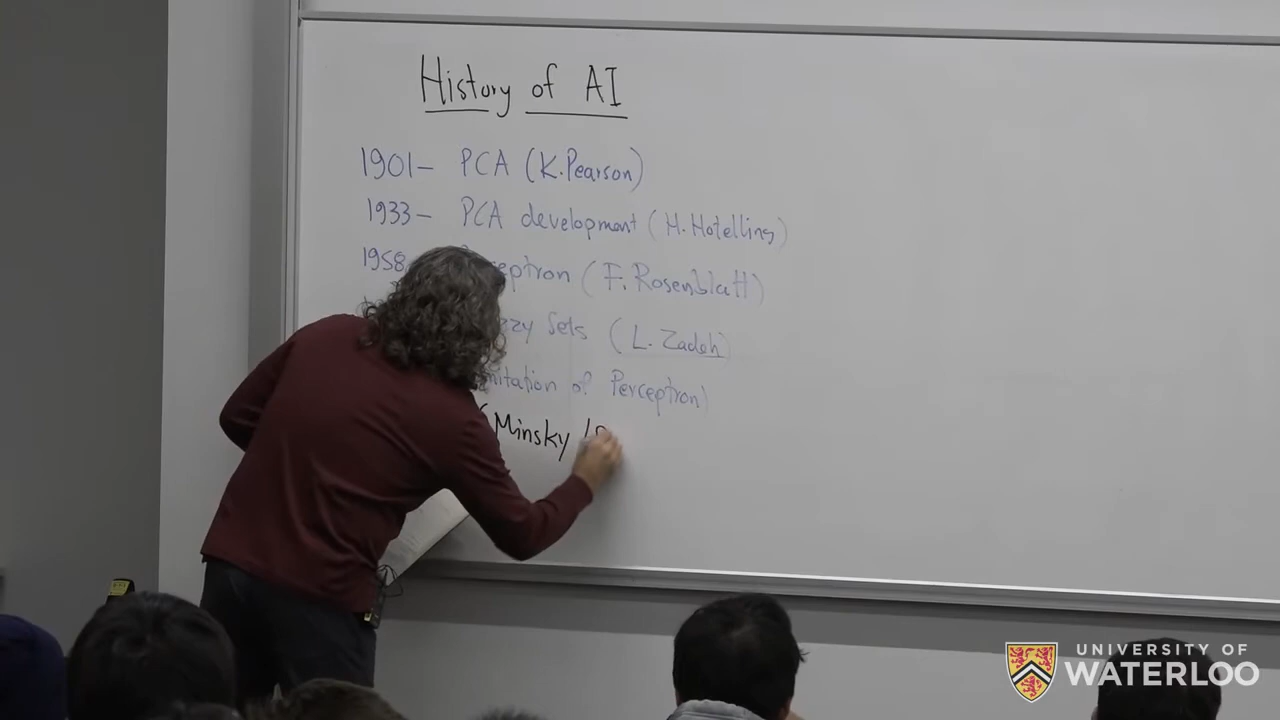 History of AI
1901– PCA (K.Pearson)
1933– PCA development (H. Hotelling)
1958 ceptron (F. Rosenblatt)
zzy Sets (L. Zadeh)
mitation of Perceptron)
(Minsky /
UNIVERSITY OF
WATERLOO